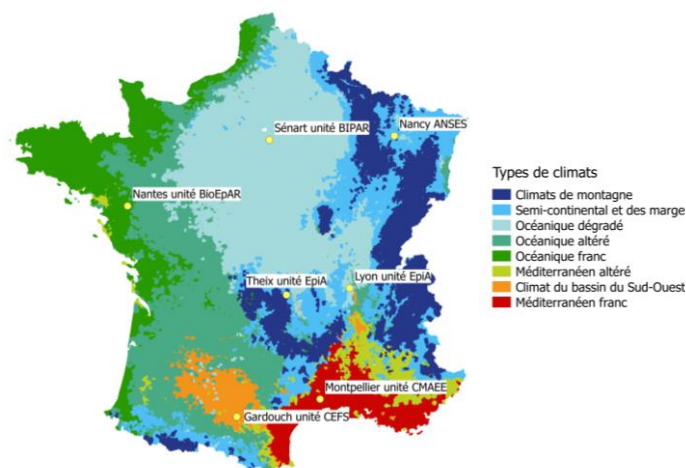 Sénart unité BIPAR
Nancy ANSES
Nantes unité BioEpAR
Theix unité EpiA
Lyon unité EpiA
Montpellier unité CMAEE
Gardouch unité CEFS
Types de climats
Climats de montagne
Semi-continental et des marge
Océanique dégradé
Océanique altéré
Océanique franc
Méditerranéen altéré
Climat du bassin du Sud-Ouest
Méditerranéen franc